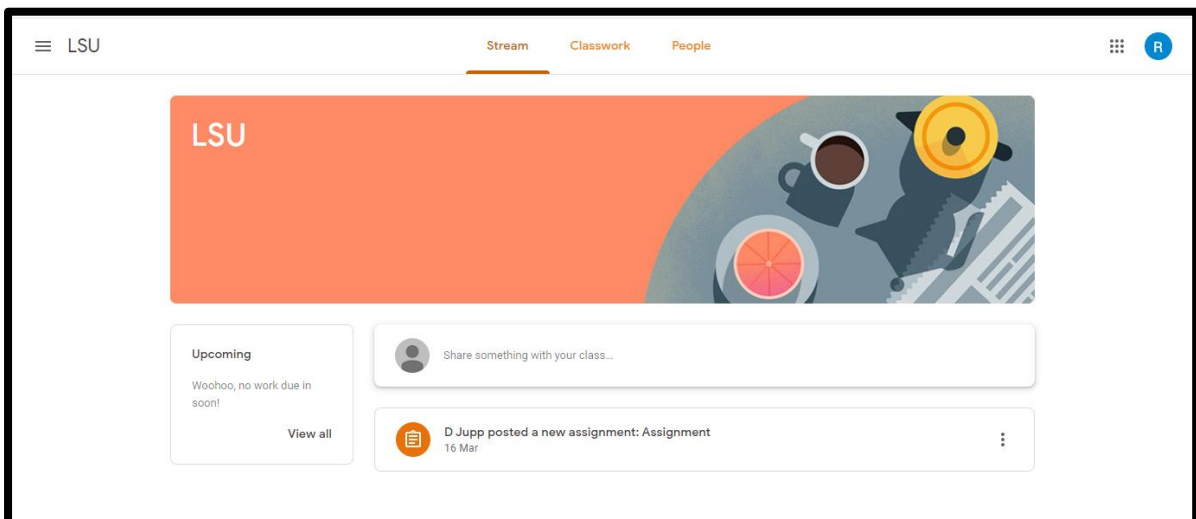 LSU
Stream Classwork People
R
LSU
Upcoming
Woohoo, no work due in
soon!
View all
Share something with your class...
D Jupp posted a new assignment: Assignment
16 Mar